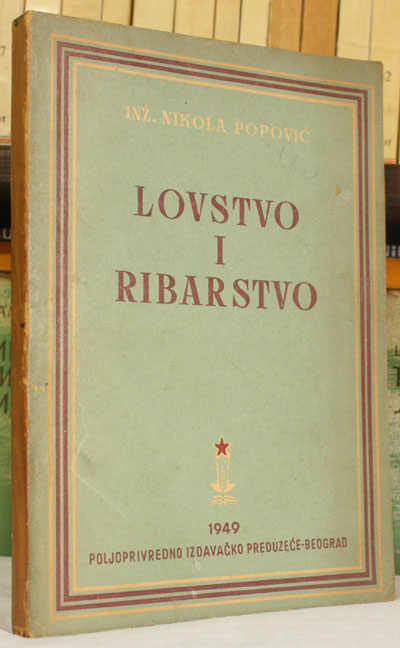 INŽ. NIKOLA POPOVIĆ
LOVSTVO
I
RIBARSTVO
1949
POLJOPRIVREDNO IZDAVAČKO PREDUZEĆE-BEOGRAD